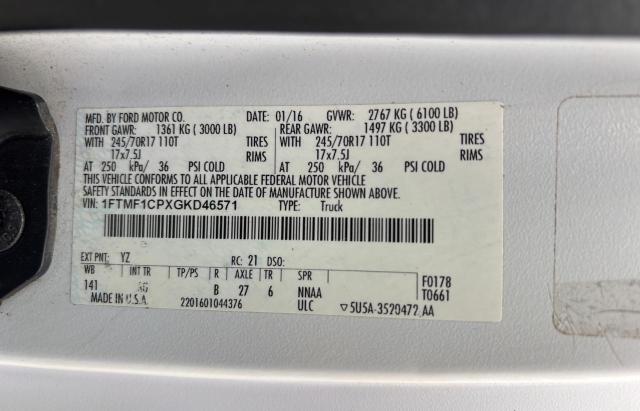 MFD. BY FORD MOTOR CO. DATE: 01/16 GVWR: 2767 KG ( 6100 LB)
FRONT GAWR: 1361 KG ( 3000 LB) REAR GAWR: 1497 KG ( 3300 LB)
WITH 245/70R17 110T TIRES WITH 245/70R17 110T TIRES
17x7.5J RIMS 17x7.5J RIMS
AT 250 kPa/ 36 PSI COLD AT 250 kPa/ 36 PSI COLD
THIS VEHICLE CONFORMS TO ALL APPLICABLE FEDERAL MOTOR VEHICLE
SAFETY STANDARDS IN EFFECT ON THE DATE OF MANUFACTURE SHOWN ABOVE.
VIN: 1FTMF1CPXGKD46571 TYPE: Truck
EXT PNT: YZ RC: 21 DSO:
WB INT TR TP/PS R AXLE TR SPR F0178
141 B 27 6 NNAA T0661
MADE IN U.S.A. 2201601044376 ULC ▽5U5A-3520472 AA